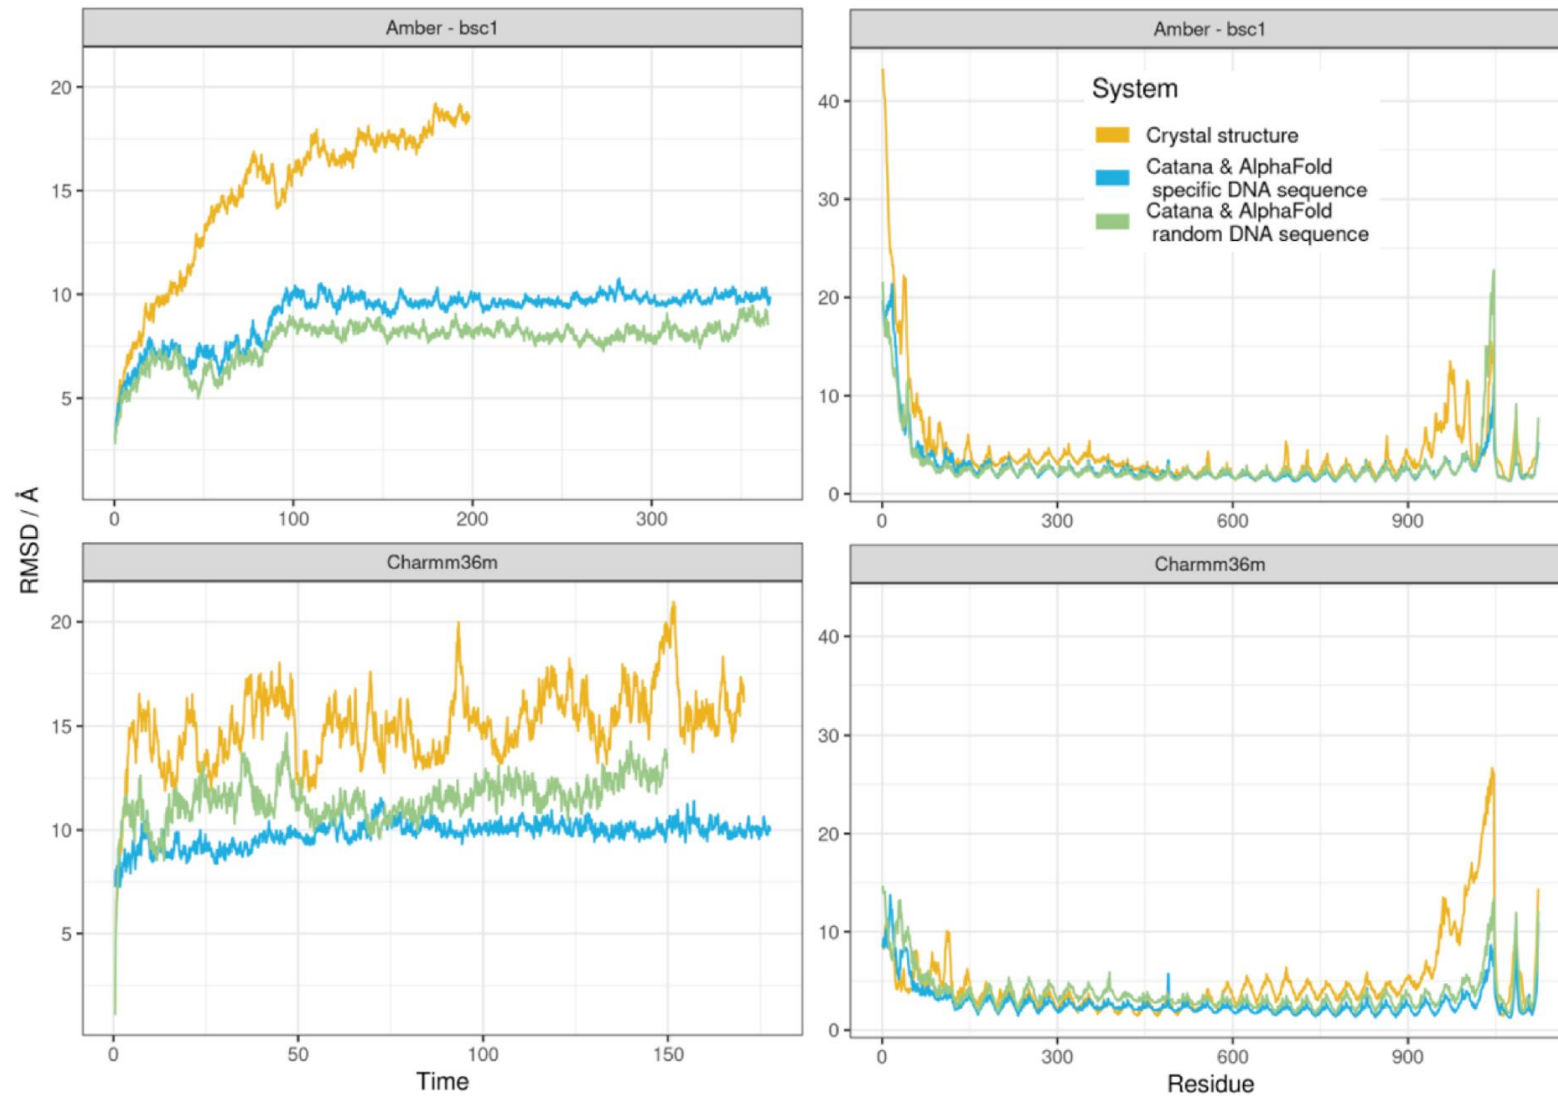 Amber - bsc1
Amber - bsc1
20
15
10
5
0
100
200
300
40
30
20
10
0
0
300
600
900
System
Crystal structure
Catana & AlphaFold
specific DNA sequence
Catana & AlphaFold
random DNA sequence
RMSD / Å
Charmm36m
Charmm36m
20
15
10
5
0
50
100
150
Time
40
30
20
10
0
0
300
600
900
Residue